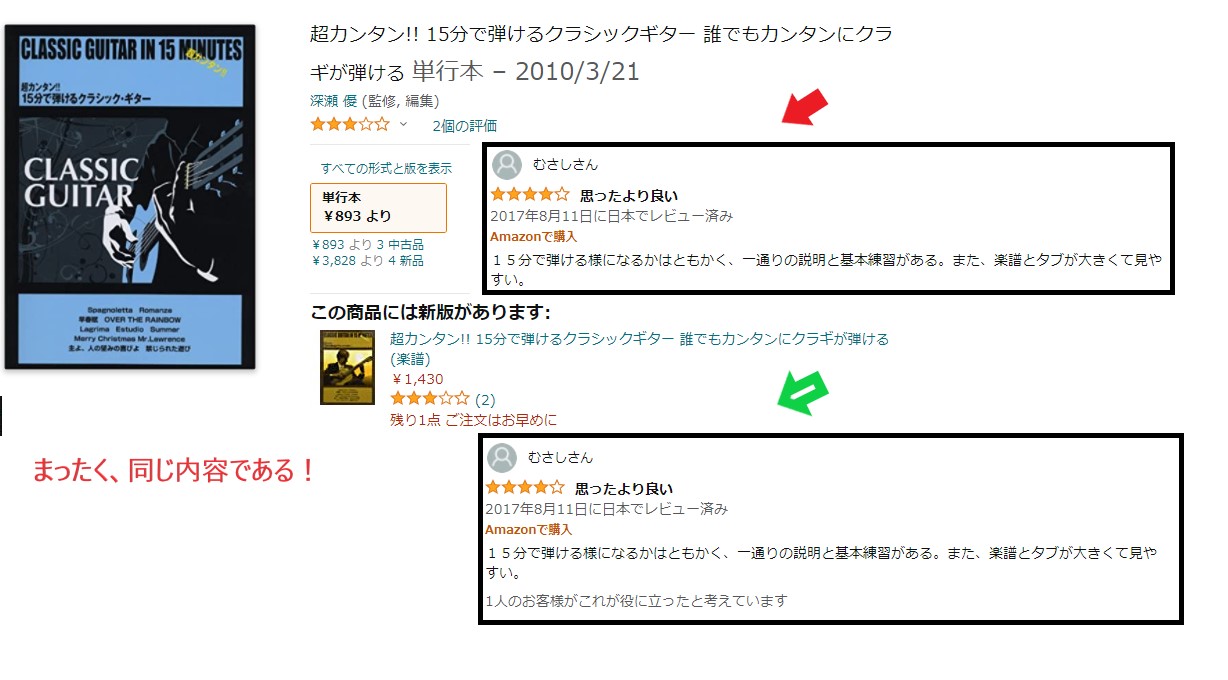 CLASSIC GUITAR IN 15 MINUTES
超カンタン!!
超カンタン!!
15分で弾けるクラシック・ギター
CLASSIC
GUITAR
Spagnoletta Romanze
早春賦 OVER THE RAINBOW
Lagrima Estudio Summer
Merry Christmas Mr.Lawrence
主よ、人の望みの喜びよ 禁じられた遊び
超カンタン!! 15分で弾けるクラシックギター 誰でもカンタンにクラ
ギが弾ける 単行本 – 2010/3/21
深瀬 優 (監修, 編集)
2個の評価
すべての形式と版を表示
単行本
￥893 より
￥893 より 3 中古品
￥3,828 より 4 新品
むさしさん
思ったより良い
2017年8月11日に日本でレビュー済み
Amazonで購入
１５分で弾ける様になるかはともかく、一通りの説明と基本練習がある。また、楽譜とタブが大きくて見や
すい。
この商品には新版があります:
超カンタン!! 15分で弾けるクラシックギター 誰でもカンタンにクラギが弾ける
(楽譜)
￥1,430
(2)
残り1点 ご注文はお早めに
まったく、同じ内容である！
むさしさん
思ったより良い
2017年8月11日に日本でレビュー済み
Amazonで購入
１５分で弾ける様になるかはともかく、一通りの説明と基本練習がある。また、楽譜とタブが大きくて見や
すい。
1人のお客様がこれが役に立ったと考えています